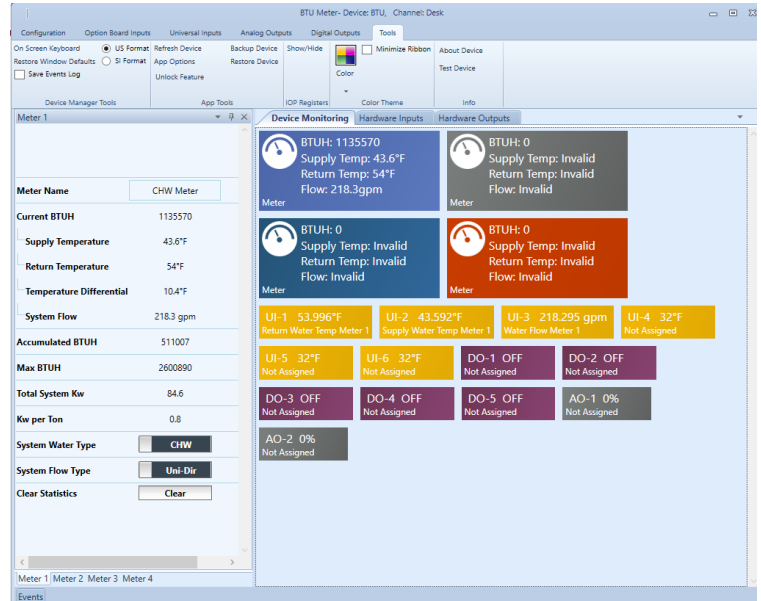 BTU Meter- Device: BTU, Channel: Desk
Configuration Option Board Inputs Universal Inputs Analog Outputs Digital Outputs Tools
On Screen Keyboard US Format Refresh Device Backup Device Show/Hide Minimize Ribbon About Device
Restore Window Defaults SI Format App Options Restore Device Color Test Device
Save Events Log Unlock Feature
Device Manager Tools App Tools IOP Registers Color Theme Info
Meter 1
Device Monitoring Hardware Inputs Hardware Outputs
Meter Name CHW Meter
Current BTUH 1135570
Supply Temperature 43.6°F
Return Temperature 54°F
Temperature Differential 10.4°F
System Flow 218.3 gpm
Accumulated BTUH 511007
Max BTUH 2600890
Total System Kw 84.6
Kw per Ton 0.8
System Water Type CHW
System Flow Type Uni-Dir
Clear Statistics Clear
Meter 1 Meter 2 Meter 3 Meter 4
Events
BTUH: 1135570
Supply Temp: 43.6°F
Return Temp: 54°F
Flow: 218.3gpm
Meter
BTUH: 0
Supply Temp: Invalid
Return Temp: Invalid
Flow: Invalid
Meter
BTUH: 0
Supply Temp: Invalid
Return Temp: Invalid
Flow: Invalid
Meter
BTUH: 0
Supply Temp: Invalid
Return Temp: Invalid
Flow: Invalid
Meter
UI-1 53.996°F
Return Water Temp Meter 1
UI-2 43.592°F
Supply Water Temp Meter 1
UI-3 218.295 gpm
Water Flow Meter 1
UI-4 32°F
Not Assigned
UI-5 32°F
Not Assigned
UI-6 32°F
Not Assigned
DO-1 OFF
Not Assigned
DO-2 OFF
Not Assigned
DO-3 OFF
Not Assigned
DO-4 OFF
Not Assigned
DO-5 OFF
Not Assigned
AO-1 0%
Not Assigned
AO-2 0%
Not Assigned